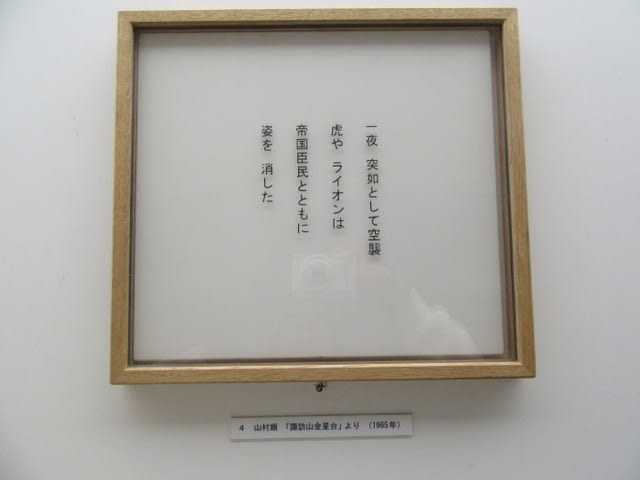 一夜　突如として空襲
虎や　ライオンは
帝国臣民とともに
姿を　消した
4　山村順　「諏訪山金星台」より　（1965年）